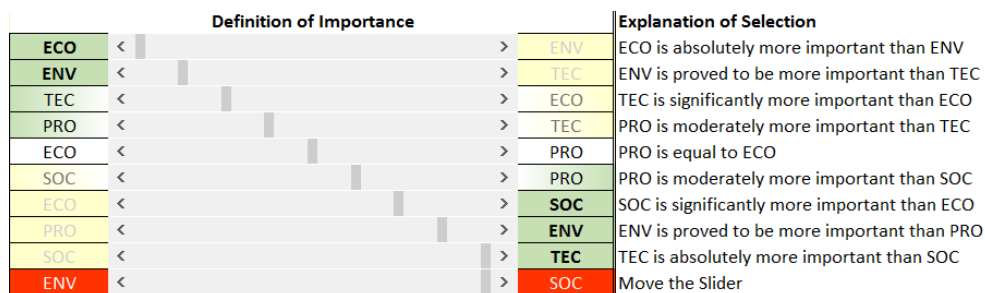 Definition of Importance Explanation of Selection
ECO < > ENV ECO is absolutely more important than ENV
ENV < > TEC ENV is proved to be more important than TEC
TEC < > ECO TEC is significantly more important than ECO
PRO < > TEC PRO is moderately more important than TEC
ECO < > PRO PRO is equal to ECO
SOC < > PRO PRO is moderately more important than SOC
ECO < > SOC SOC is significantly more important than ECO
PRO < > ENV ENV is proved to be more important than PRO
SOC < > TEC TEC is absolutely more important than SOC
ENV < > SOC Move the Slider